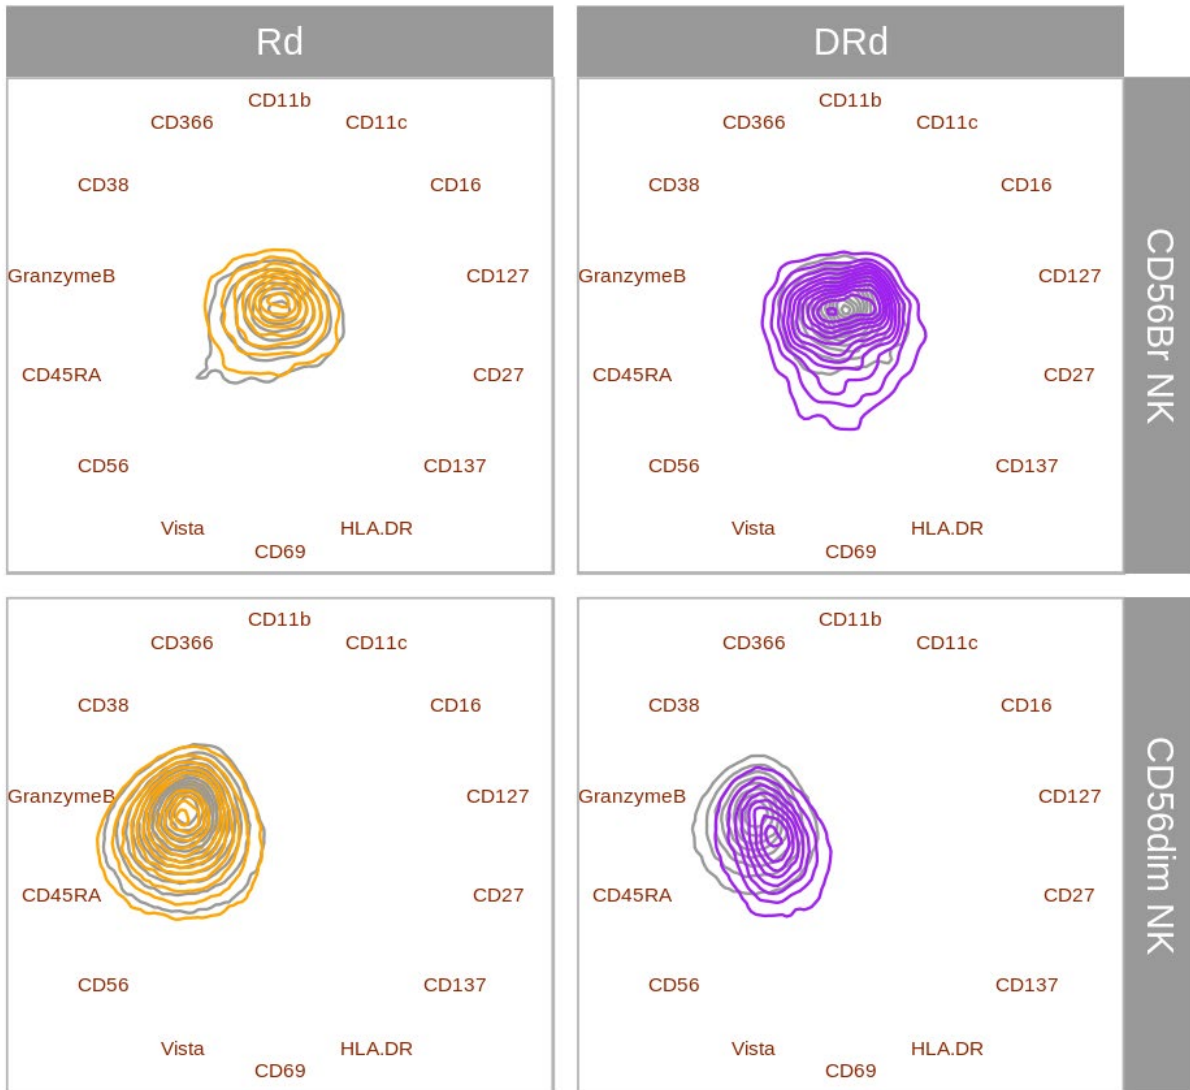 Rd
DRd
CD11b
CD366
CD11c
CD38
CD16
GranzymeB
CD127
CD45RA
CD27
CD56
CD137
Vista
HLA.DR
CD69
CD11b
CD366
CD11c
CD38
CD16
GranzymeB
CD127
CD45RA
CD27
CD56
CD137
Vista
HLA.DR
CD69
CD56Br NK
CD11b
CD366
CD11c
CD38
CD16
GranzymeB
CD127
CD45RA
CD27
CD56
CD137
Vista
HLA.DR
CD69
CD11b
CD366
CD11c
CD38
CD16
GranzymeB
CD127
CD45RA
CD27
CD56
CD137
Vista
HLA.DR
CD69
CD56dim NK